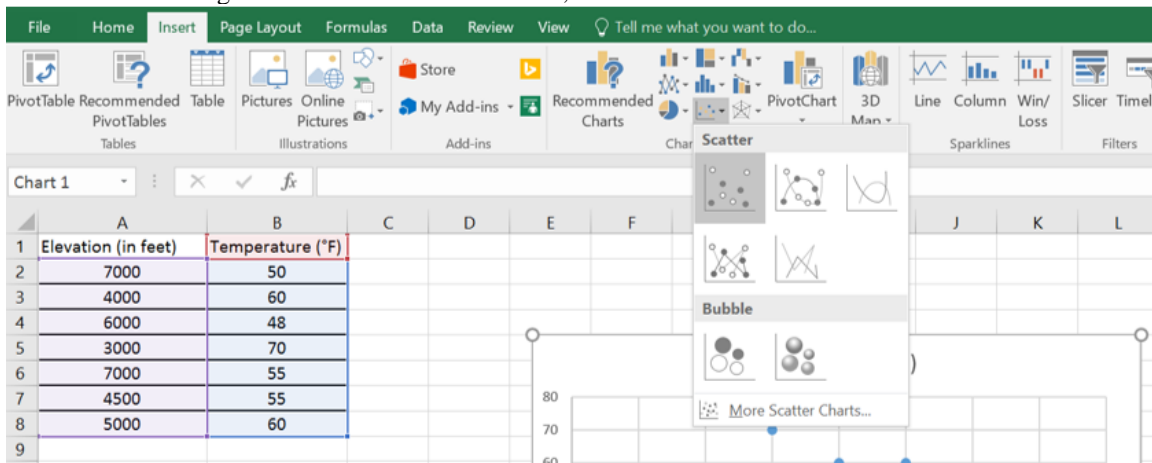 File Home Insert Page Layout Formulas Data Review View Tell me what you want to do...
PivotTable Recommended PivotTables Table Pictures Online Pictures Store My Add-ins Recommended Charts PivotChart 3D Map Line Column Win/Loss Slicer
Tables Illustrations Add-ins Sparklines Filters
Chart 1 fx
Scatter
Bubble
More Scatter Charts...
A B C D E F J K L
1 Elevation (in feet) Temperature (°F)
2 7000 50
3 4000 60
4 6000 48
5 3000 70
6 7000 55
7 4500 55
8 5000 60
9
)
80
70
60